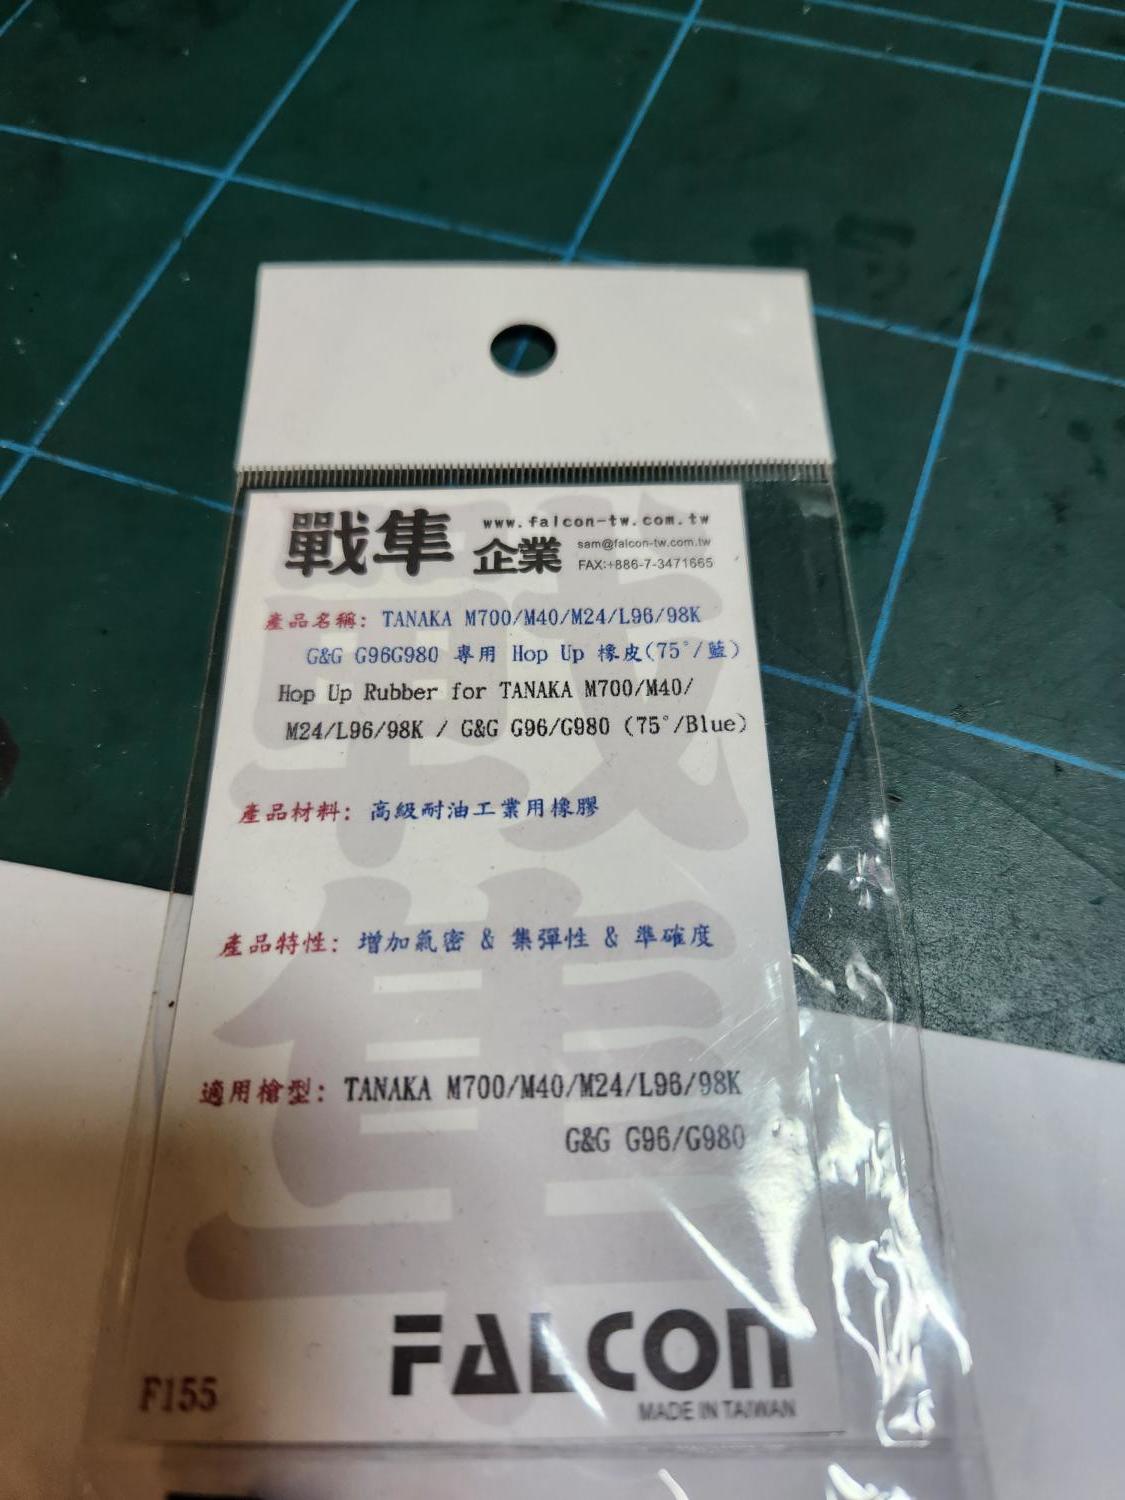 戰隼 企業
www.falcon-tw.com.tw
sam@falcon-tw.com.tw
FAX:+886-7-3471665
產品名稱: TANAKA M700/M40/M24/L96/98K
G&G G96G980 專用 Hop Up 橡皮(75°/藍)
Hop Up Rubber for TANAKA M700/M40/
M24/L96/98K / G&G G96/G980 (75°/Blue)
產品材料: 高級耐油工業用橡膠
產品特性: 增加氣密 & 集彈性 & 準確度
適用槍型: TANAKA M700/M40/M24/L96/98K
G&G G96/G980
戰隼
FALCON
F155
MADE IN TAIWAN